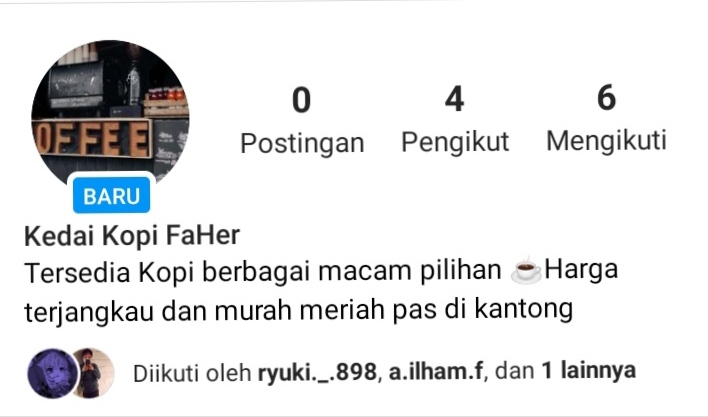 OFFEE
BARU
0 4 6
Postingan Pengikut Mengikuti
Kedai Kopi FaHer
Tersedia Kopi berbagai macam pilihan ☕Harga
terjangkau dan murah meriah pas di kantong
Diikuti oleh ryuki._.898, a.ilham.f, dan 1 lainnya